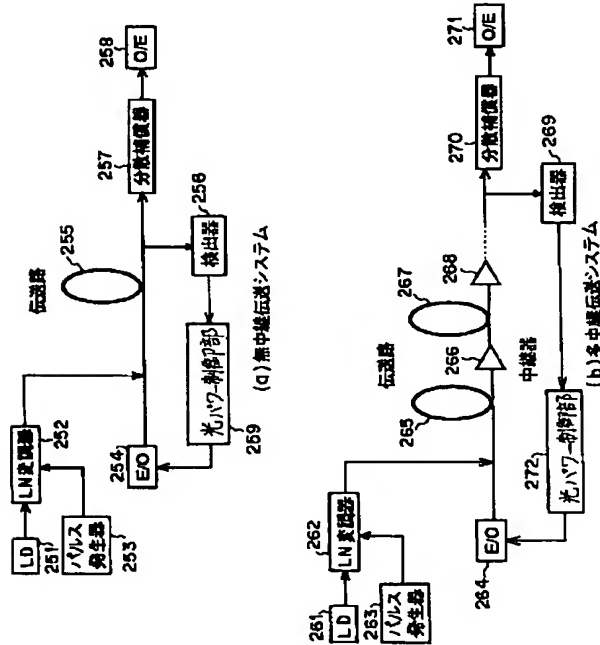 LD
251
LN変調器
252
パルス
発生器
253
E/O
254
伝送路
255
検出器
256
分散補償器
257
O/E
258
光パワー制御部
259
(a)無中継伝送システム
LD
261
LN変調器
262
パルス
発生器
263
E/O
264
伝送路
265
266
中継器
267
268
検出器
269
分散補償器
270
O/E
271
光パワー制御部
272
(b)多中継伝送システム